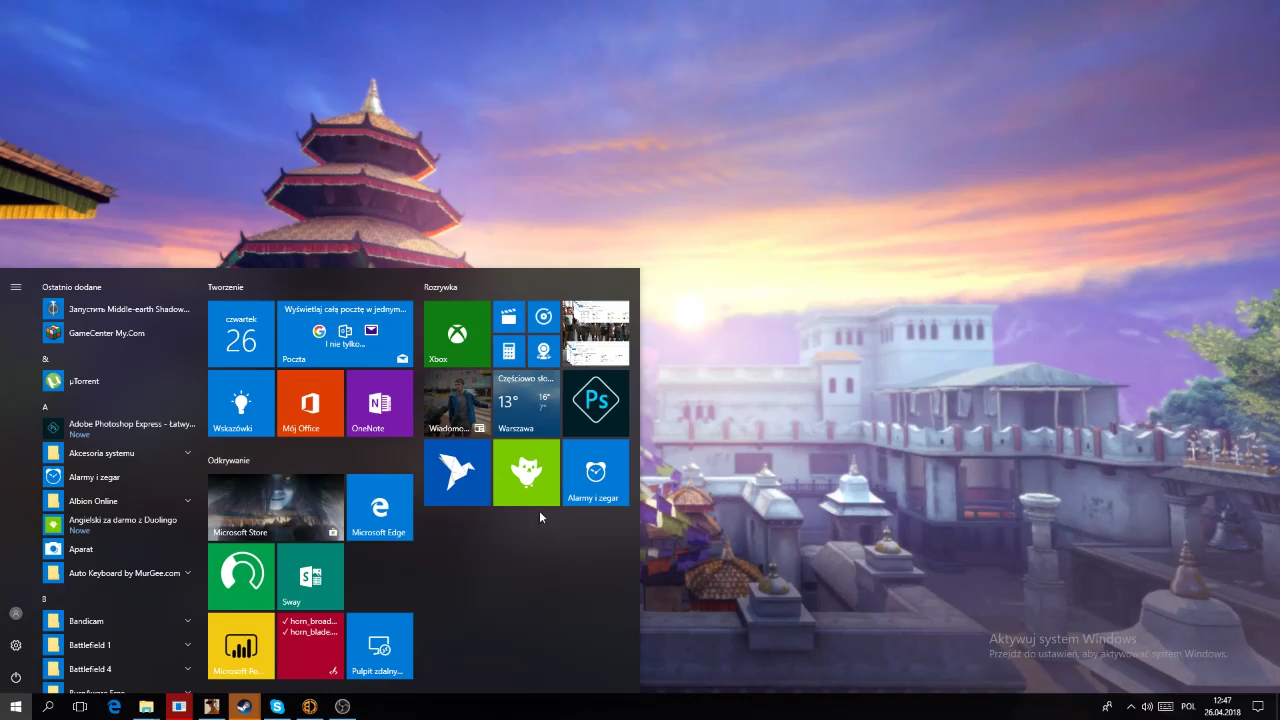 Ostatnio dodane
Запустить Middle-earth Shadow...
GameCenter My.Com
&
µTorrent
A
Adobe Photoshop Express - Łatwy...
Nowe
Akcesoria systemu
Alarmy i zegar
Albion Online
Angielski za darmo z Duolingo
Nowe
Aparat
Auto Keyboard by MurGee.com
B
Bandicam
Battlefield 1
Battlefield 4
Tworzenie
czwartek
26
Wyświetlaj całą pocztę w jednym...
I nie tylko...
Poczta
Wskazówki
Mój Office
OneNote
Odkrywanie
Microsoft Store
Microsoft Edge
Sway
Microsoft Po...
✓ horn_broad...
✓ horn_blade....
Pulpit zdalny...
Rozrywka
Xbox
Wiadomo...
Częściowo sło...
13°
16°
7°
Warszawa
Ps
Alarmy i zegar
Aktywuj system Windows
Przejdź do ustawień, aby aktywować system Windows.
POL
12:47
26.04.2018